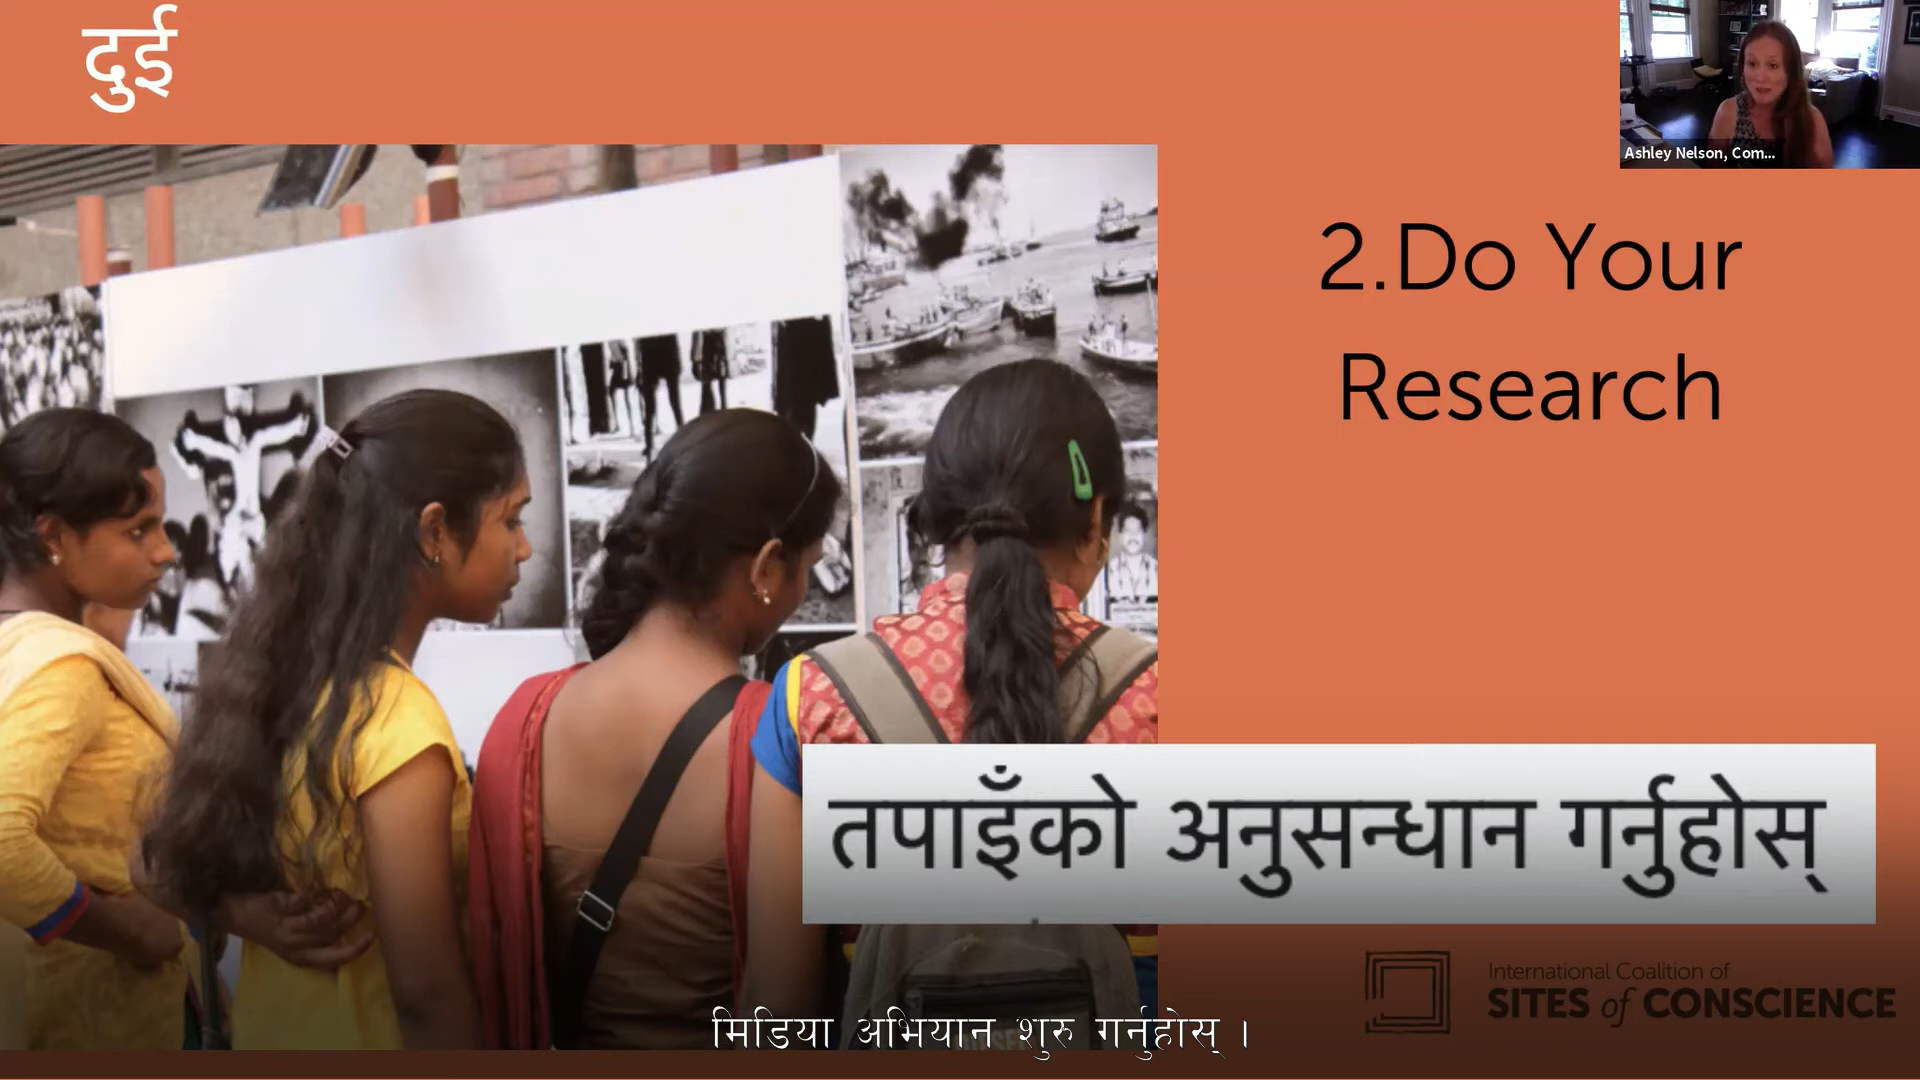 दुई
Ashley Nelson, Com...
2.Do Your
Research
तपाइँको अनुसन्धान गर्नुहोस्
International Coalition of
SITES of CONSCIENCE
मिडिया अभियान शुरु गर्नुहोस् ।